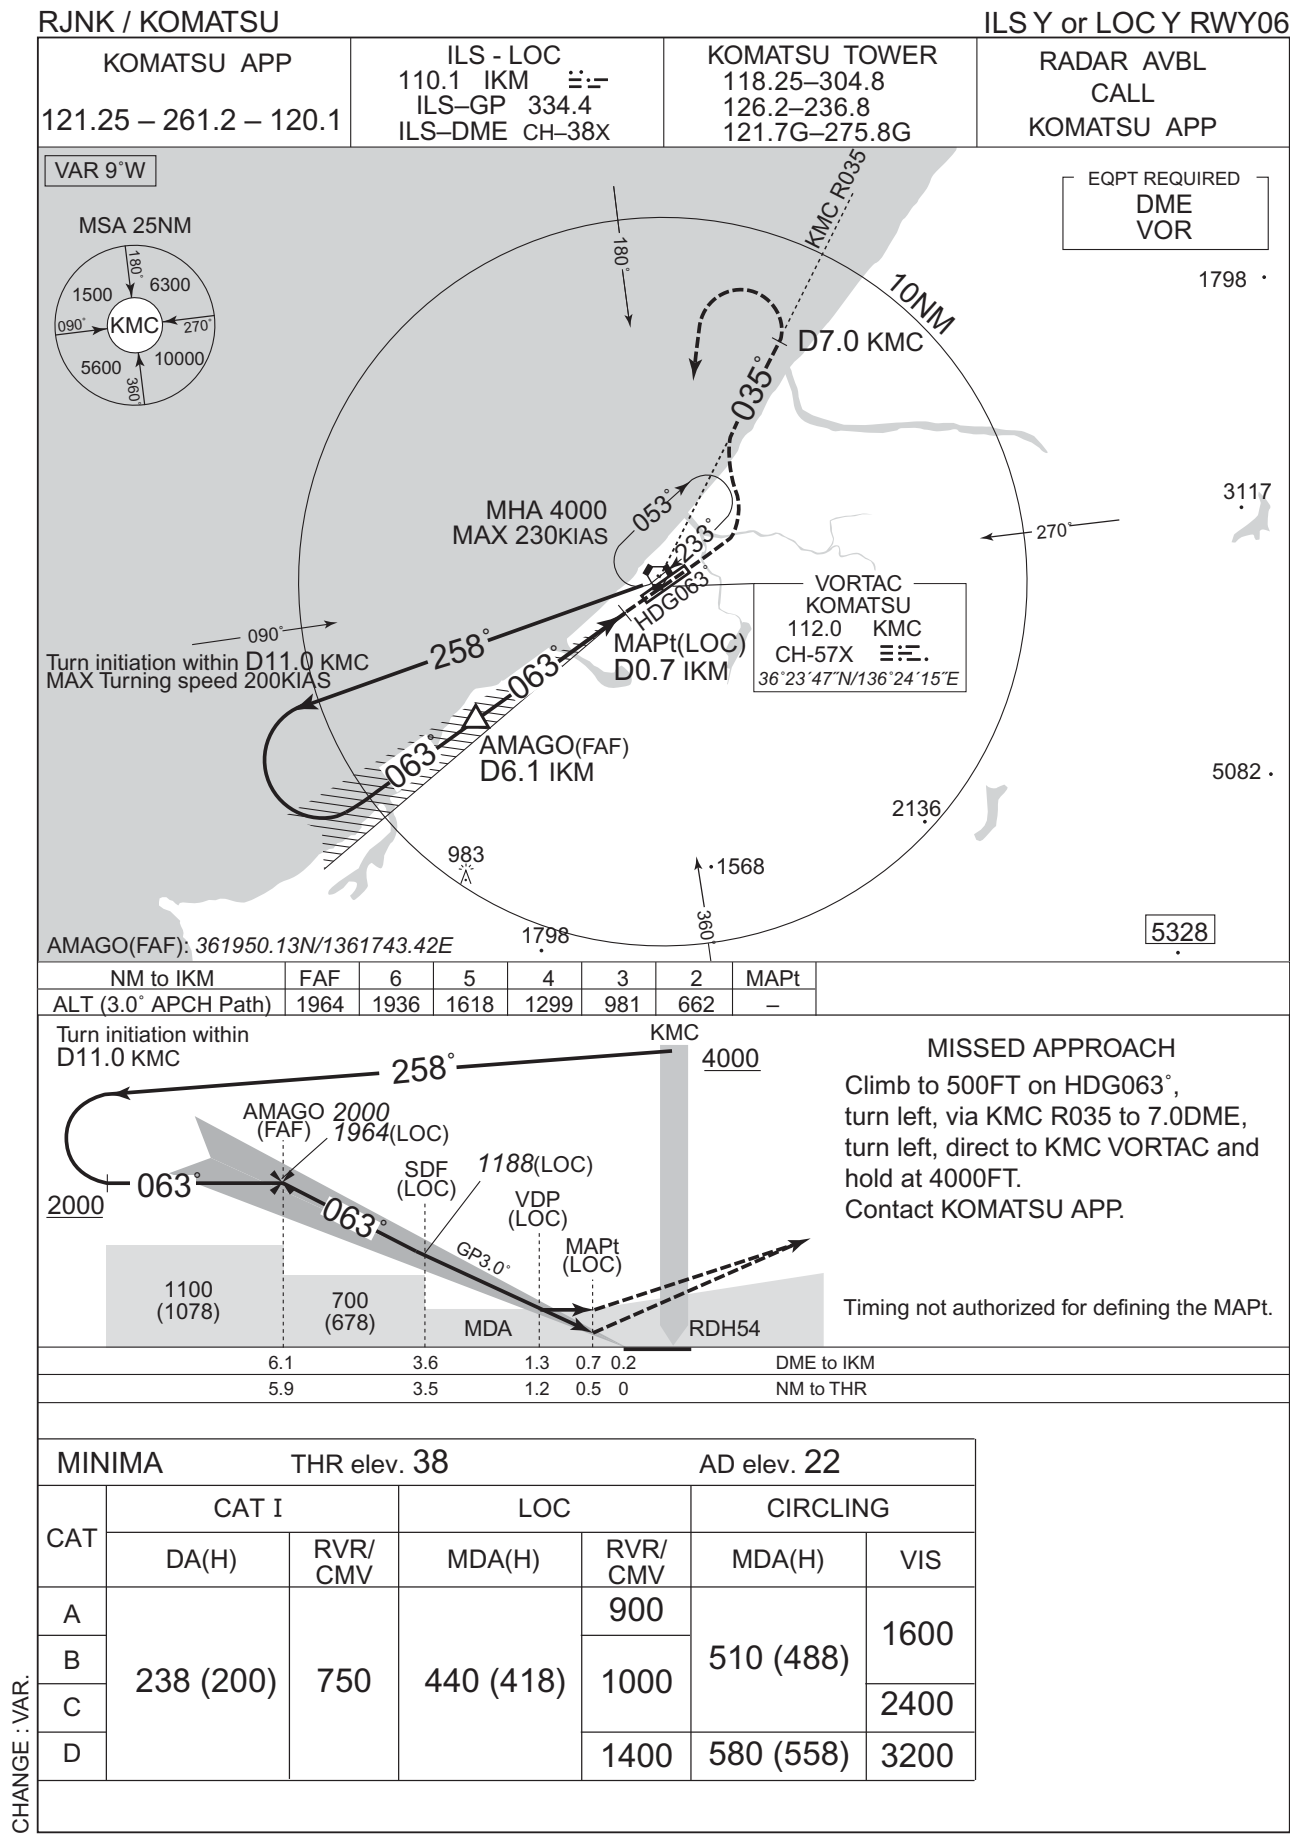 RJNK / KOMATSU
ILS Y or LOC Y RWY06
KOMATSU APP
121.25 – 261.2 – 120.1
ILS - LOC
110.1 IKM
ILS–GP 334.4
ILS–DME CH–38X
KOMATSU TOWER
118.25–304.8
126.2–236.8
121.7G–275.8G
RADAR AVBL
CALL
KOMATSU APP
VAR 9˚W
MSA 25NM
180˚
1500
6300
090˚
KMC
270˚
5600
10000
360˚
EQPT REQUIRED
DME
VOR
KMC R035
180˚
10NM
1798
D7.0 KMC
035˚
3117
MHA 4000
MAX 230KIAS
053˚
233˚
270˚
HDG063˚
VORTAC
KOMATSU
112.0 KMC
CH-57X
36˚23´47˝N/136˚24´15˝E
090˚
258˚
Turn initiation within D11.0 KMC
MAX Turning speed 200KIAS
063˚
MAPt(LOC)
D0.7 IKM
AMAGO(FAF)
D6.1 IKM
063˚
5082
2136
983
1568
360˚
1798
5328
AMAGO(FAF): 361950.13N/1361743.42E
NM to IKM FAF 6 5 4 3 2 MAPt
ALT (3.0˚ APCH Path) 1964 1936 1618 1299 981 662 –
Turn initiation within
D11.0 KMC
258˚
KMC
4000
AMAGO
(FAF)
2000
1964(LOC)
SDF
(LOC)
1188(LOC)
VDP
(LOC)
MAPt
(LOC)
2000
063˚
063˚
GP3.0˚
1100
(1078)
700
(678)
MDA
RDH54
MISSED APPROACH
Climb to 500FT on HDG063˚,
turn left, via KMC R035 to 7.0DME,
turn left, direct to KMC VORTAC and
hold at 4000FT.
Contact KOMATSU APP.
Timing not authorized for defining the MAPt.
6.1 3.6 1.3 0.7 0.2 DME to IKM
5.9 3.5 1.2 0.5 0 NM to THR
MINIMA THR elev. 38 AD elev. 22
CAT
CAT I LOC CIRCLING
DA(H) RVR/CMV MDA(H) RVR/CMV MDA(H) VIS
A
B
C
D
238 (200)
750
440 (418)
900
1000
1400
510 (488)
580 (558)
1600
2400
3200
CHANGE : VAR.